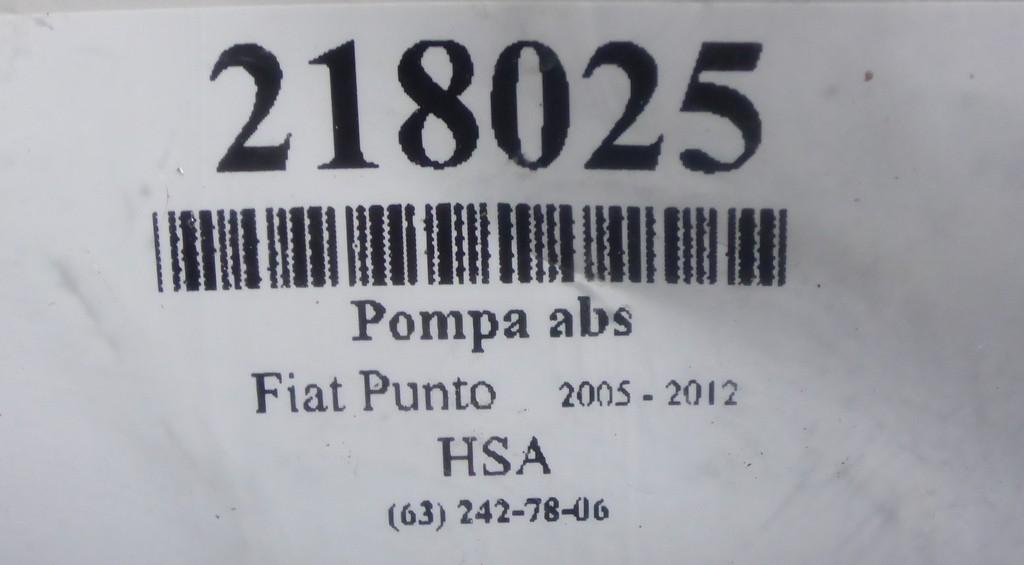 218025
Pompa abs
Fiat Punto 2005 - 2012
HSA
(63) 242-78-06